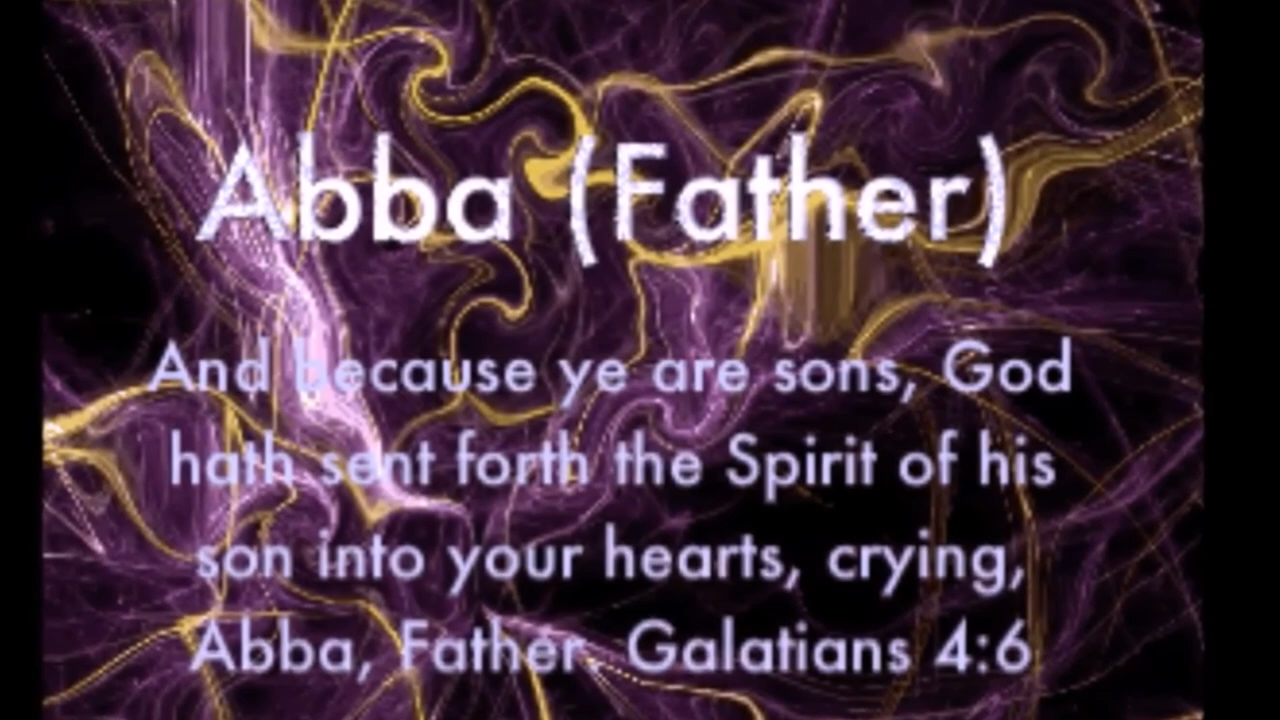 Abba (Father)
And because ye are sons, God
hath sent forth the Spirit of his
son into your hearts, crying,
Abba, Father. Galatians 4:6